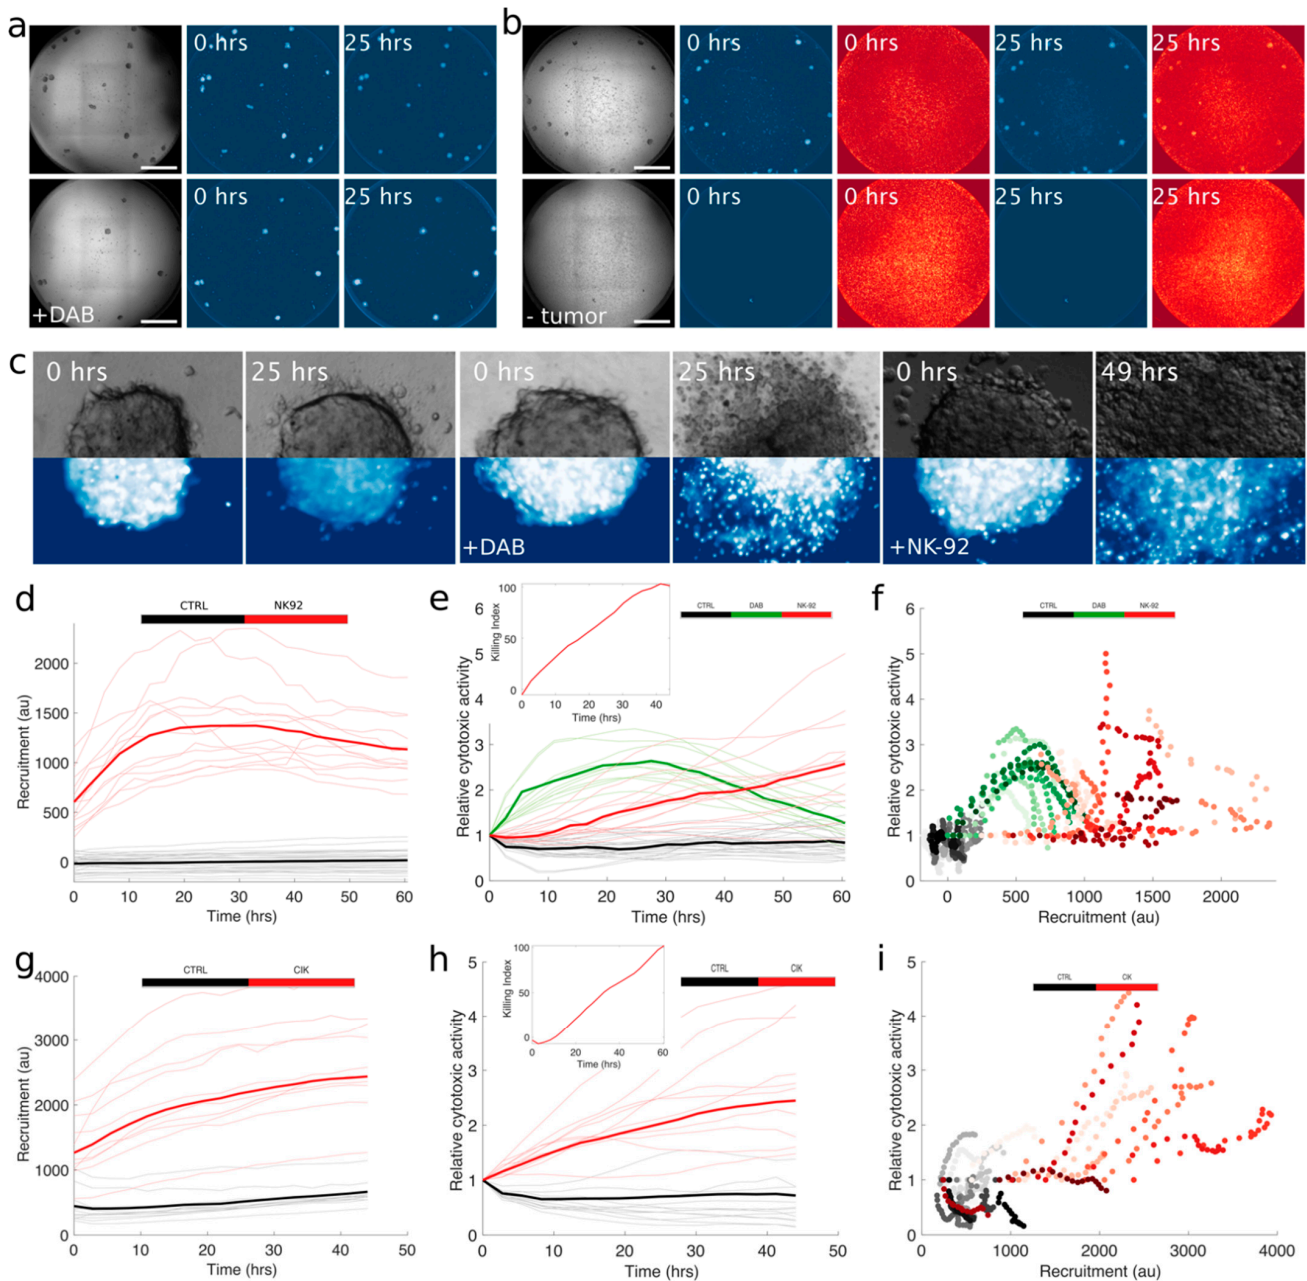 a
0 hrs
25 hrs
+DAB
0 hrs
25 hrs
b
0 hrs
0 hrs
25 hrs
25 hrs
- tumor
0 hrs
0 hrs
25 hrs
25 hrs
c
0 hrs
25 hrs
0 hrs
25 hrs
0 hrs
49 hrs
+DAB
+NK-92
d
CTRL
NK92
Recruitment (au)
2000
1500
1000
500
0
0
10
20
30
40
50
60
Time (hrs)
e
Killing Index
100
50
0
0
20
40
Time (hrs)
CTRL
DAB
NK-92
Relative cytotoxic activity
6
5
4
3
2
1
0
0
10
20
30
40
50
60
Time (hrs)
f
CTRL
DAB
NK-92
Relative cytotoxic activity
6
5
4
3
2
1
0
0
500
1000
1500
2000
Recruitment (au)
g
CTRL
CIK
Recruitment (au)
4000
3000
2000
1000
0
0
10
20
30
40
50
Time (hrs)
h
Killing Index
100
50
0
0
20
40
60
Time (hrs)
CTRL
CIK
Relative cytotoxic activity
5
4
3
2
1
0
0
10
20
30
40
50
Time (hrs)
i
CTRL
CIK
Relative cytotoxic activity
5
4
3
2
1
0
0
1000
2000
3000
4000
Recruitment (au)